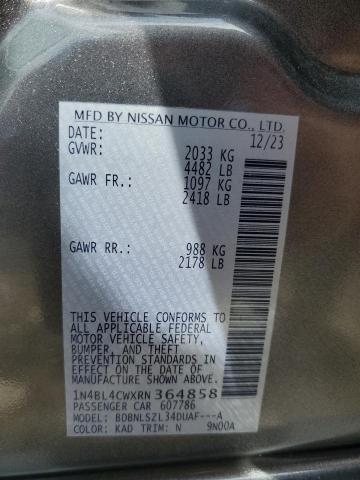 MFD BY NISSAN MOTOR CO., LTD.
DATE: 12/23
GVWR: 2033 KG
4482 LB
GAWR FR.: 1097 KG
2418 LB
GAWR RR.: 988 KG
2178 LB
THIS VEHICLE CONFORMS TO
ALL APPLICABLE FEDERAL
MOTOR VEHICLE SAFETY,
BUMPER, AND THEFT
PREVENTION STANDARDS IN
EFFECT ON THE DATE OF
MANUFACTURE SHOWN ABOVE.
1N4BL4CWXRN364858
PASSENGER CAR 607786
MODEL: BDBNLSZL34DUAF---A
COLOR: KAD TRIM: N 9N00A